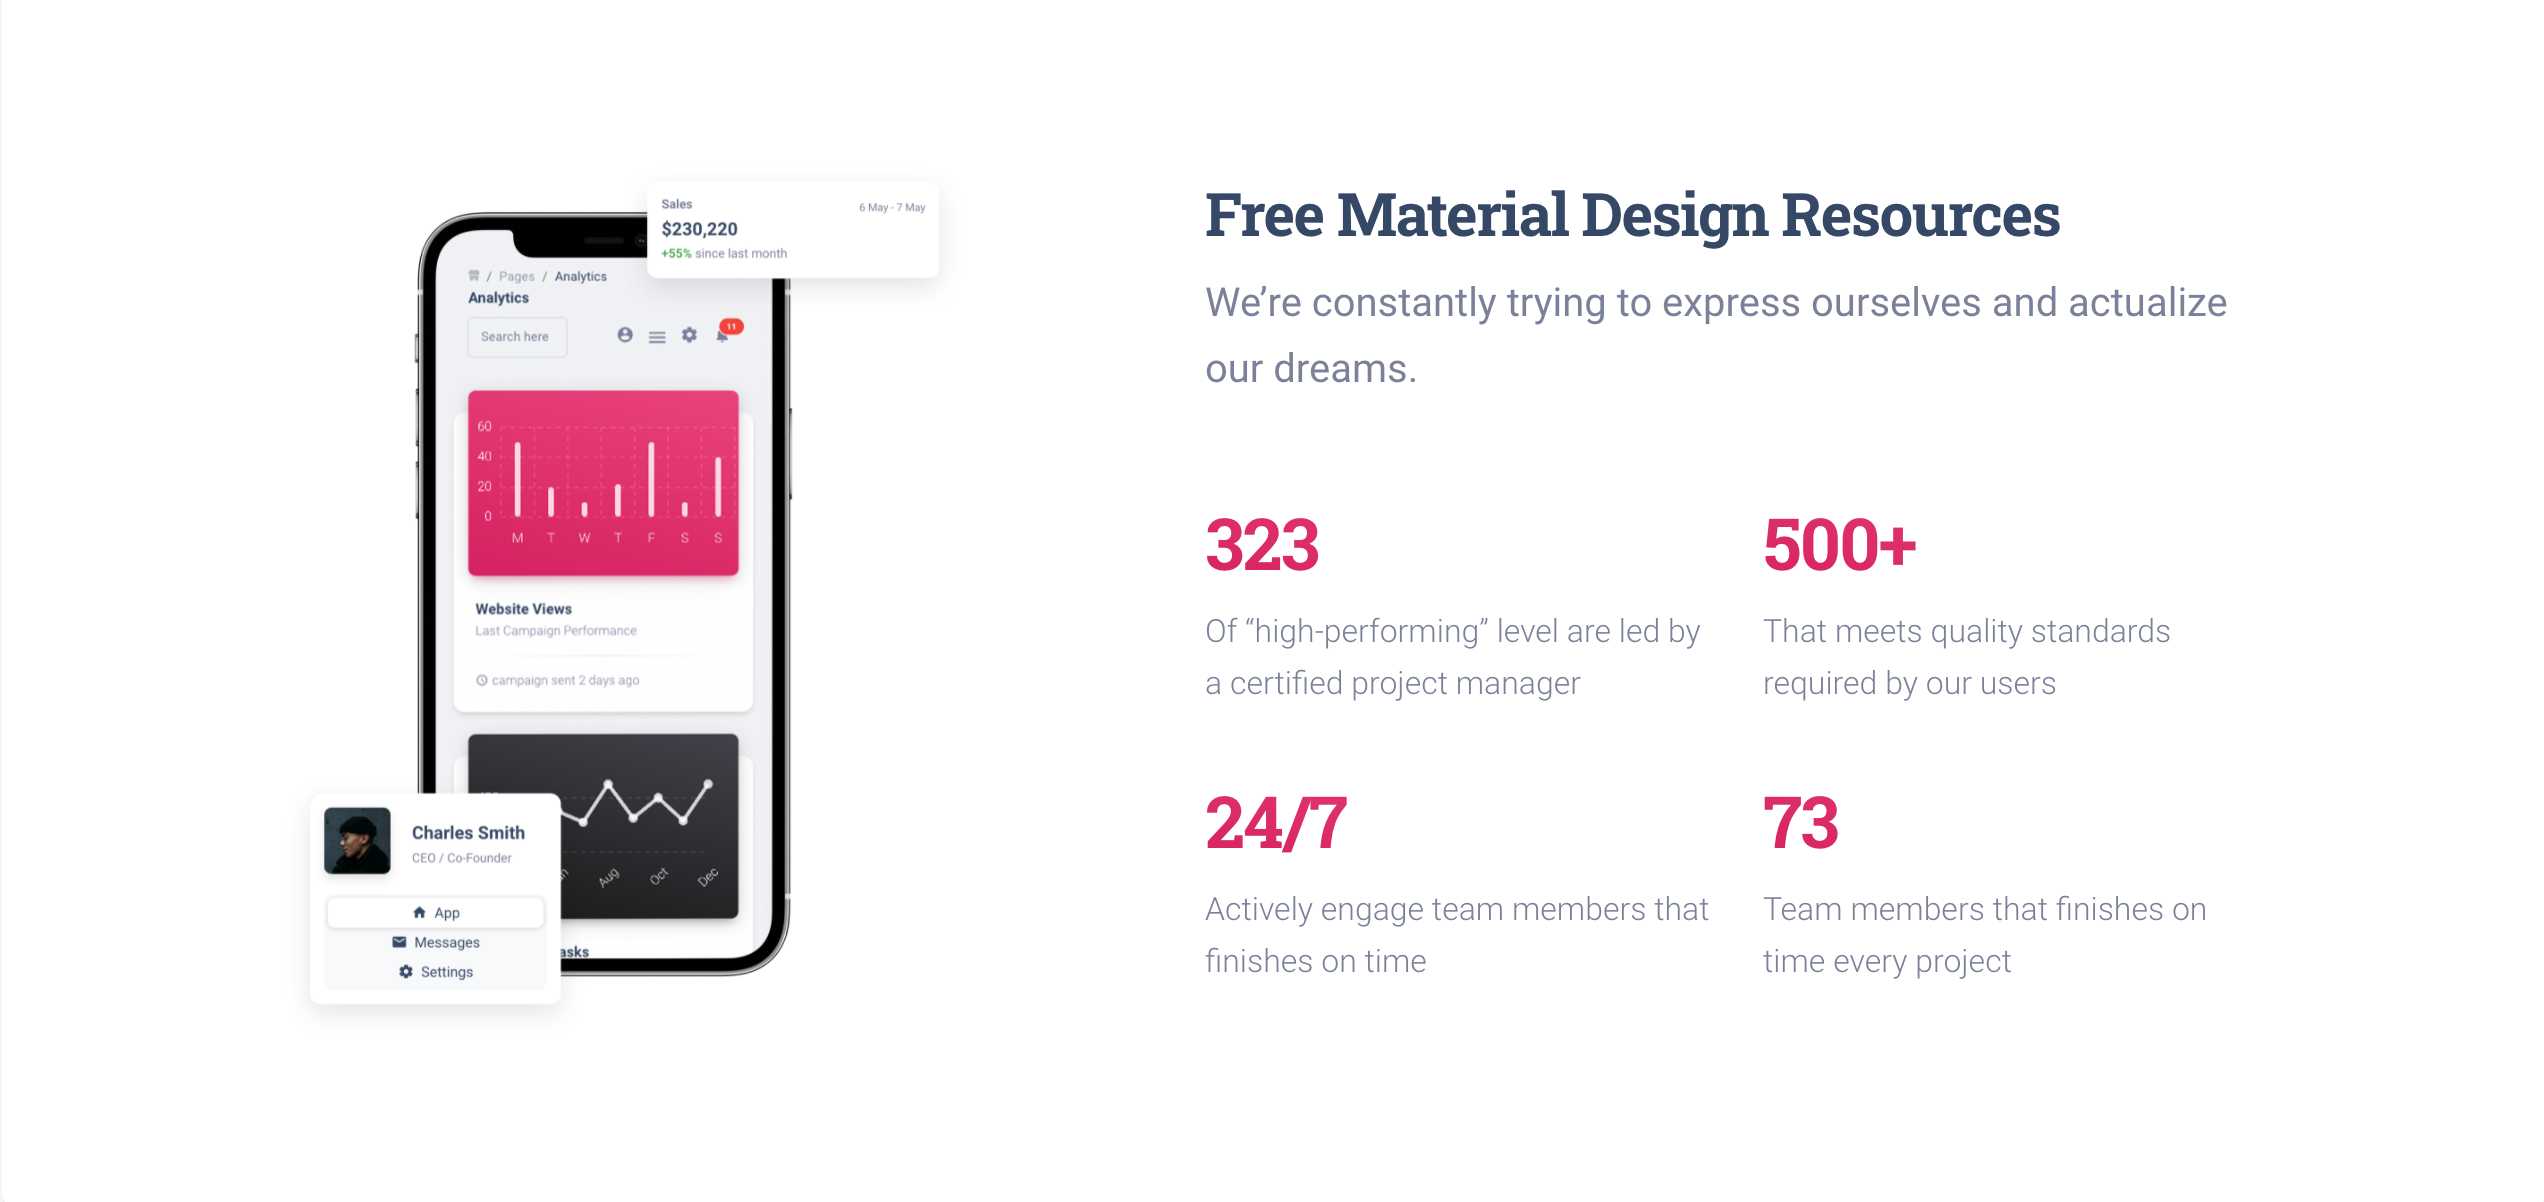 Sales
6 May - 7 May
$230,220
+55% since last month
/ Pages / Analytics
Analytics
Search here
11
60
40
20
0
M T W T F S S
Website Views
Last Campaign Performance
campaign sent 2 days ago
Aug Oct Dec
Charles Smith
CEO / Co-Founder
App
Messages
Settings
Free Material Design Resources
We’re constantly trying to express ourselves and actualize
our dreams.
323
Of “high-performing” level are led by
a certified project manager
500+
That meets quality standards
required by our users
24/7
Actively engage team members that
finishes on time
73
Team members that finishes on
time every project